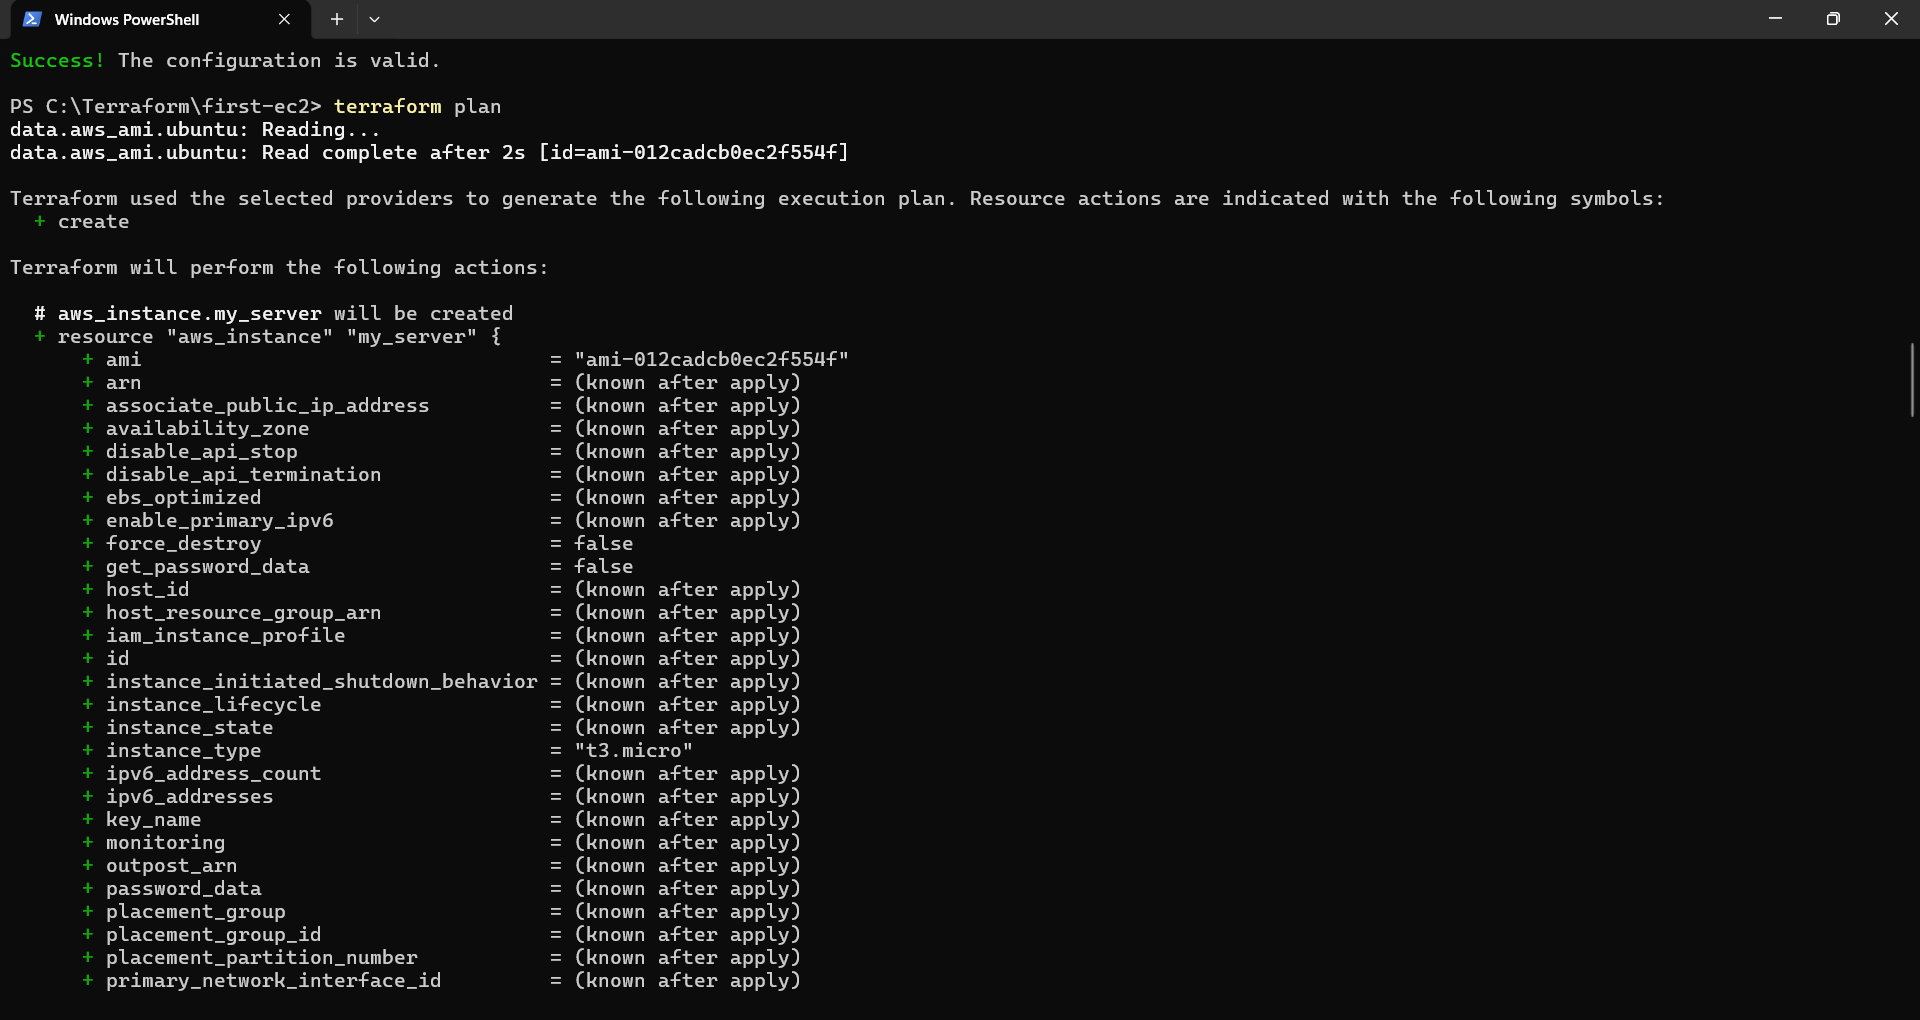 Windows PowerShell
Success! The configuration is valid.
PS C:\Terraform\first-ec2> terraform plan
data.aws_ami.ubuntu: Reading...
data.aws_ami.ubuntu: Read complete after 2s [id=ami-012cadcb0ec2f554f]
Terraform used the selected providers to generate the following execution plan. Resource actions are indicated with the following symbols:
  + create
Terraform will perform the following actions:
  # aws_instance.my_server will be created
  + resource "aws_instance" "my_server" {
      + ami                                  = "ami-012cadcb0ec2f554f"
      + arn                                  = (known after apply)
      + associate_public_ip_address          = (known after apply)
      + availability_zone                    = (known after apply)
      + disable_api_stop                     = (known after apply)
      + disable_api_termination              = (known after apply)
      + ebs_optimized                        = (known after apply)
      + enable_primary_ipv6                  = (known after apply)
      + force_destroy                        = false
      + get_password_data                    = false
      + host_id                              = (known after apply)
      + host_resource_group_arn              = (known after apply)
      + iam_instance_profile                 = (known after apply)
      + id                                   = (known after apply)
      + instance_initiated_shutdown_behavior = (known after apply)
      + instance_lifecycle                   = (known after apply)
      + instance_state                       = (known after apply)
      + instance_type                        = "t3.micro"
      + ipv6_address_count                   = (known after apply)
      + ipv6_addresses                       = (known after apply)
      + key_name                             = (known after apply)
      + monitoring                           = (known after apply)
      + outpost_arn                          = (known after apply)
      + password_data                        = (known after apply)
      + placement_group                      = (known after apply)
      + placement_group_id                   = (known after apply)
      + placement_partition_number           = (known after apply)
      + primary_network_interface_id         = (known after apply)